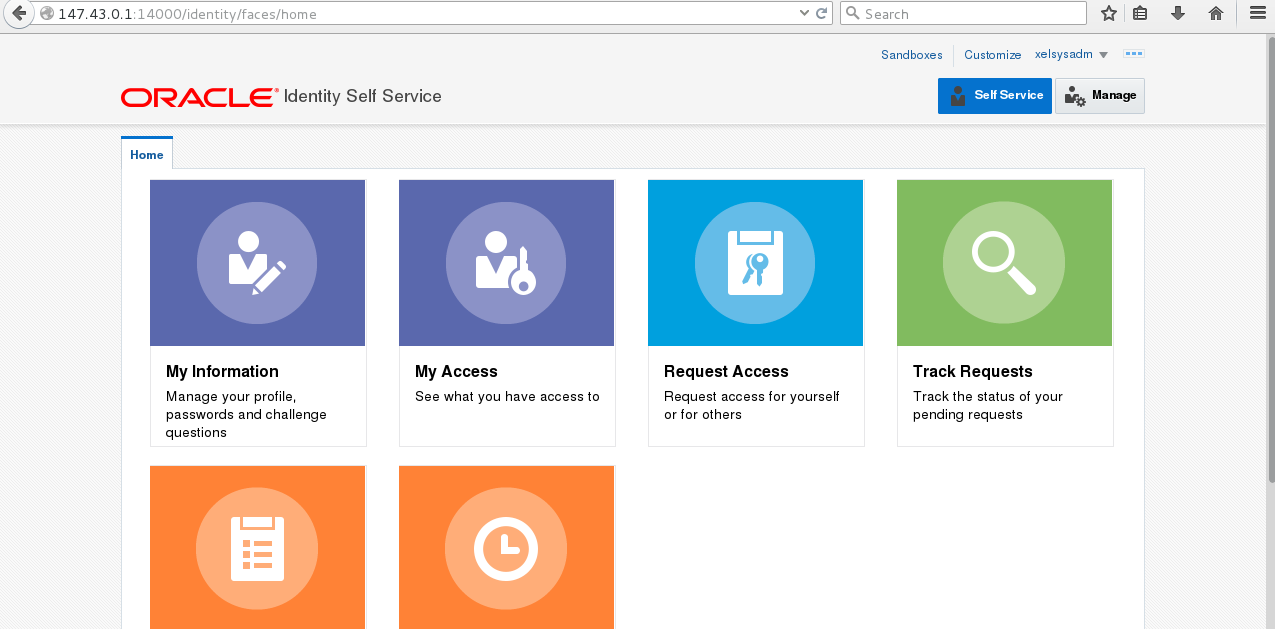 147.43.0.1:14000/identity/faces/home
Search
Sandboxes
Customize
xelsysadm
ORACLE® Identity Self Service
Self Service
Manage
Home
My Information
Manage your profile,
passwords and challenge
questions
My Access
See what you have access to
Request Access
Request access for yourself
or for others
Track Requests
Track the status of your
pending requests